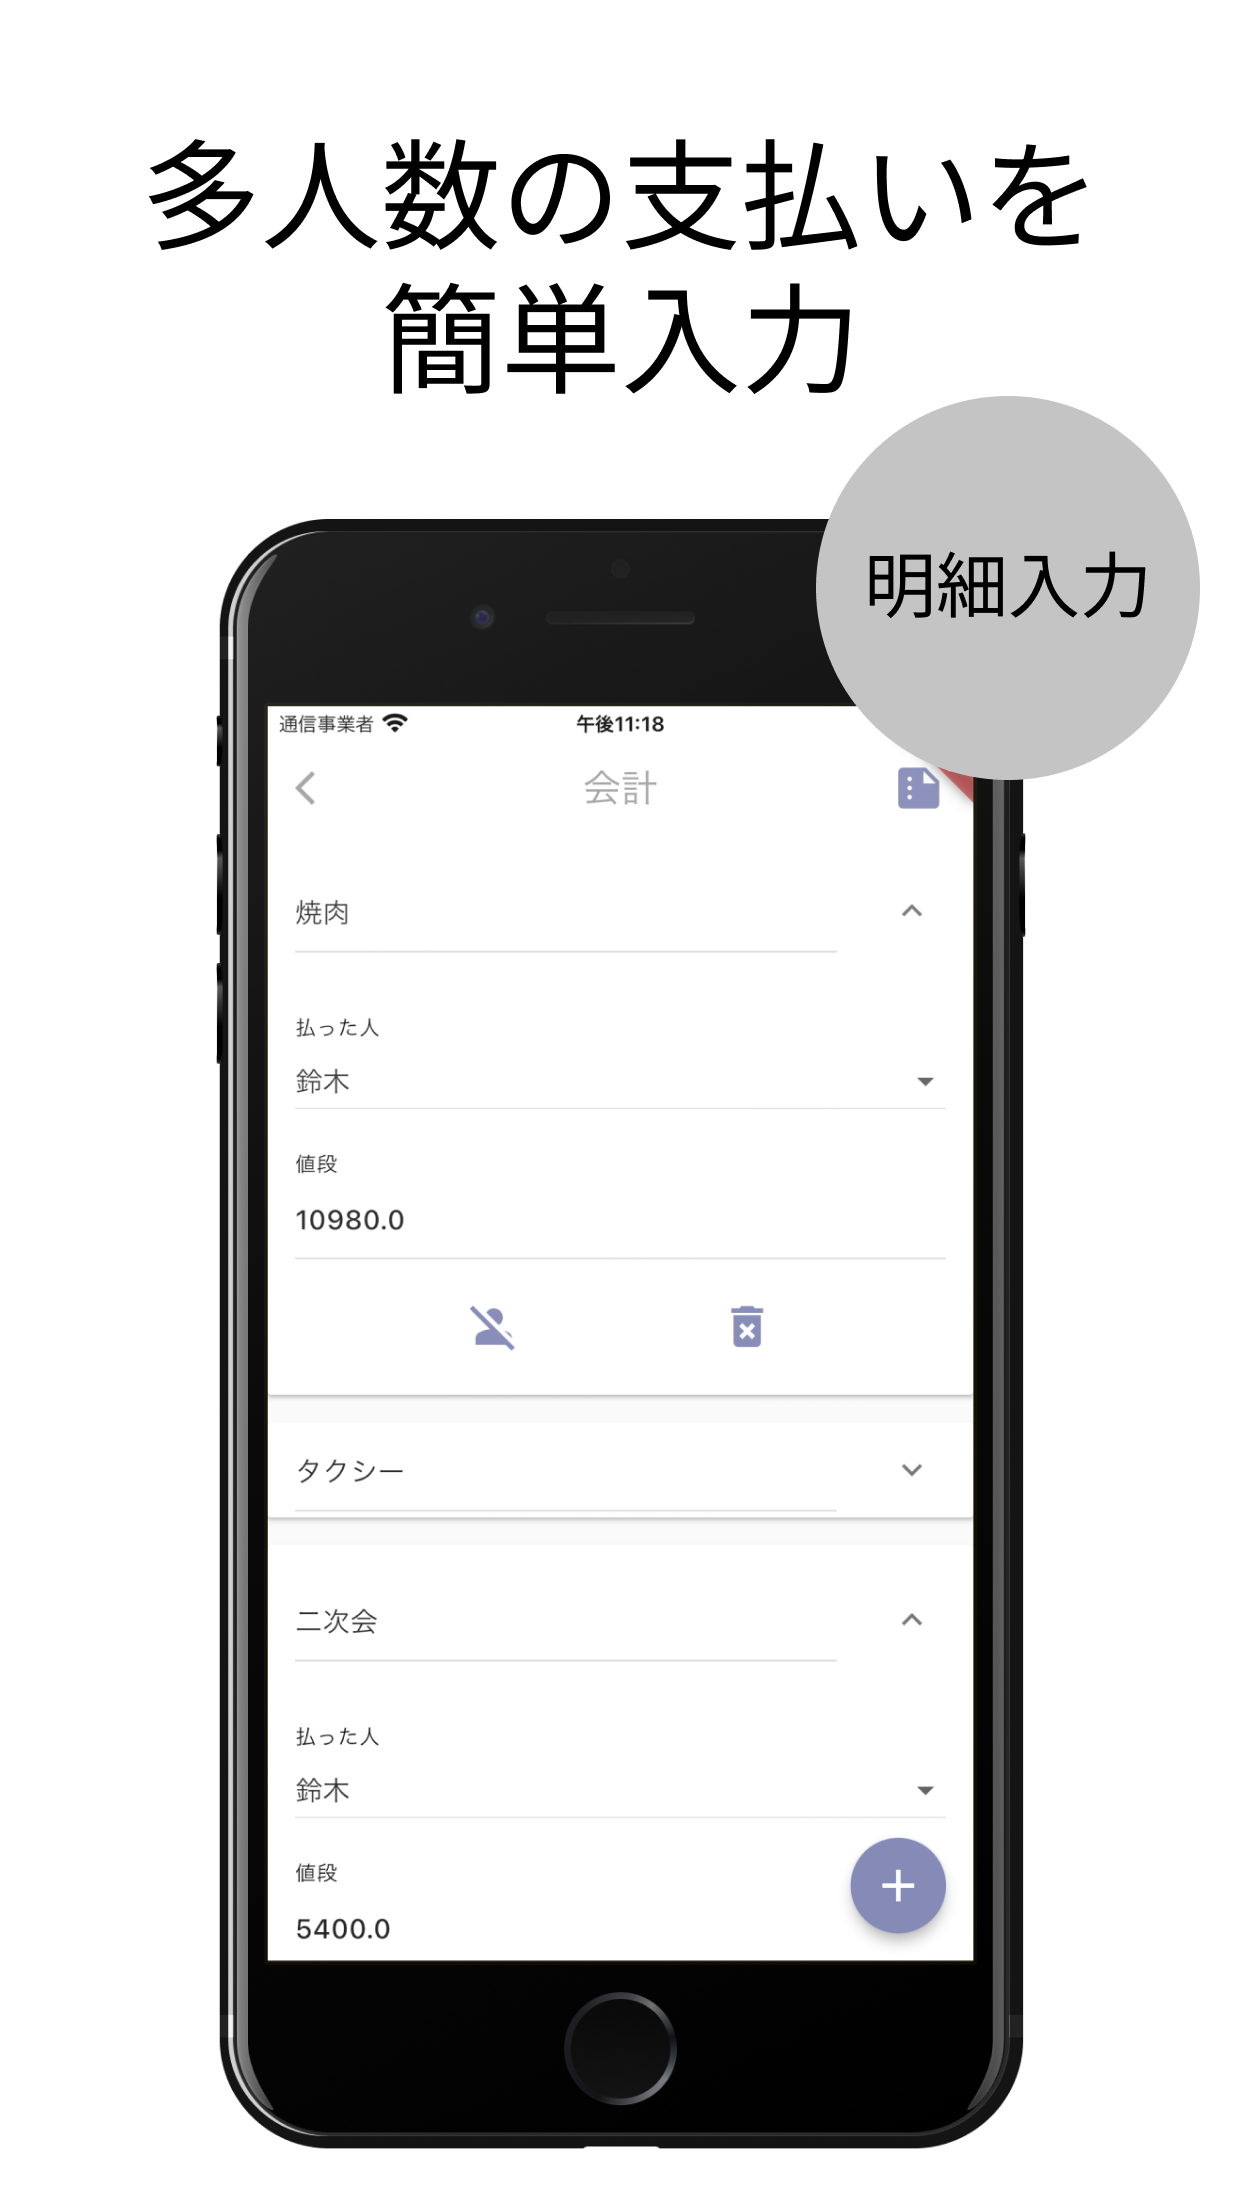 多人数の支払いを
簡単入力
明細入力
通信事業者 午後11:18
会計
焼肉
払った人
鈴木
値段
10980.0
タクシー
二次会
払った人
鈴木
値段
5400.0